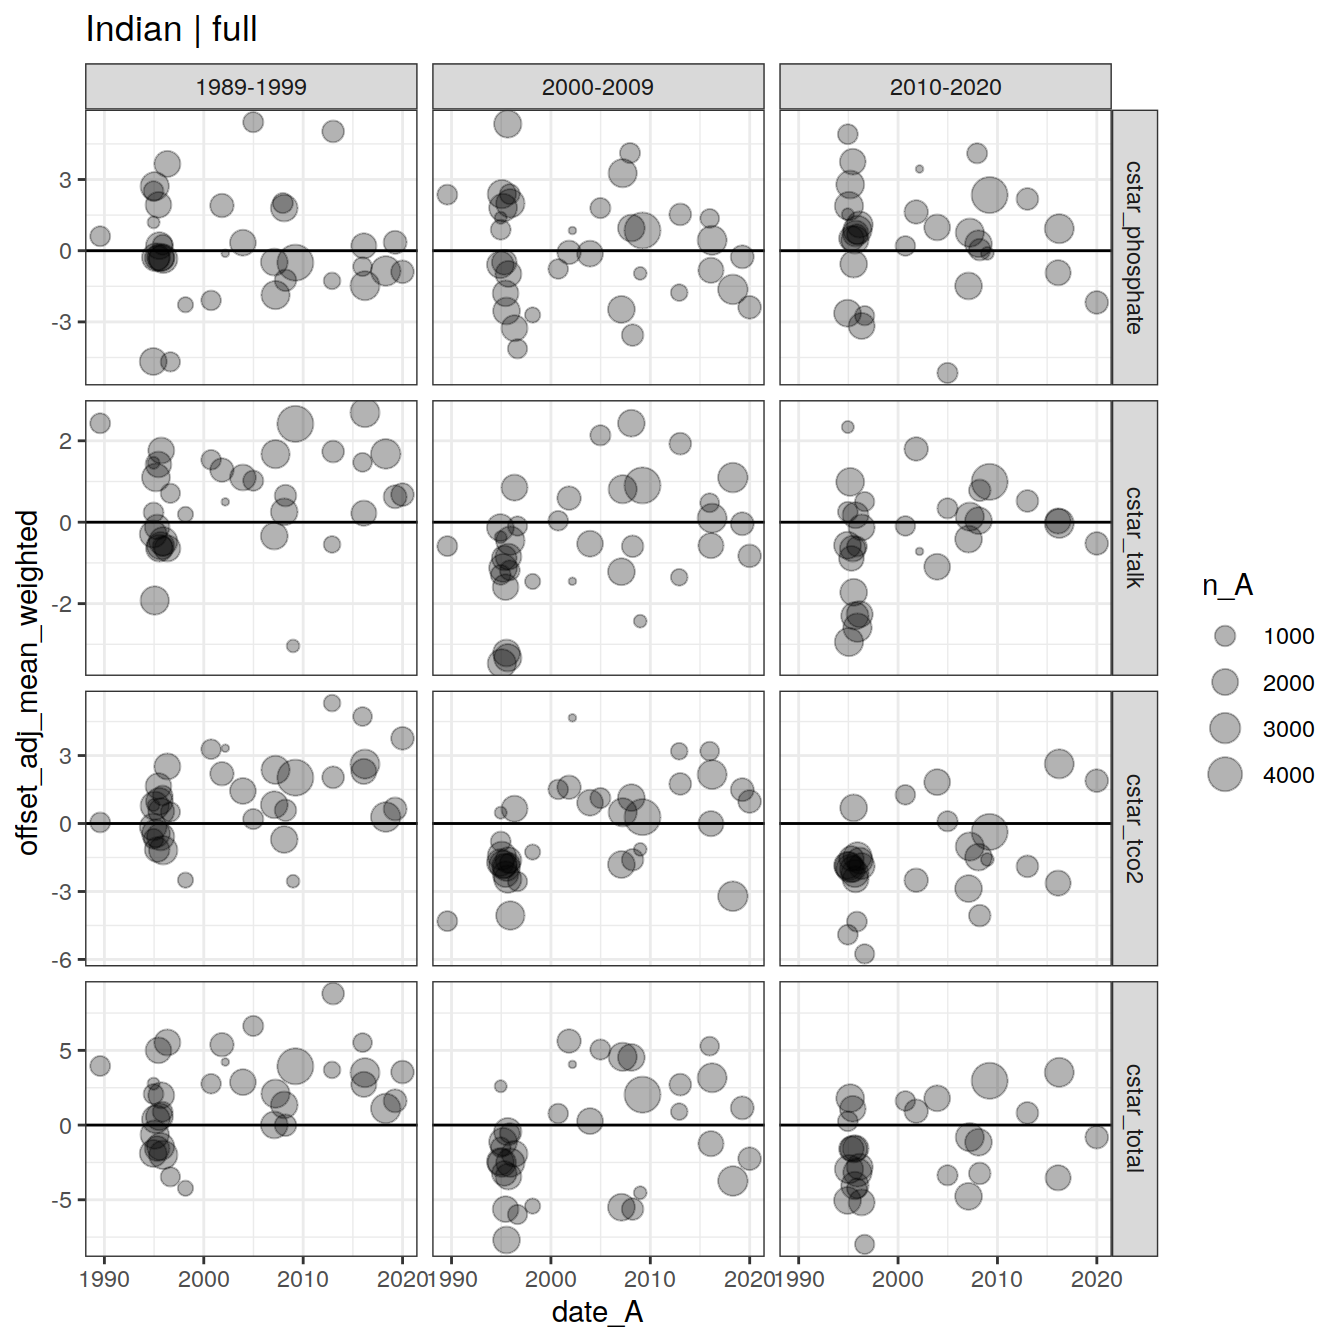 Indian | full
1989-1999
2000-2009
2010-2020
3
0
-3
cstar_phosphate
2
0
-2
cstar_talk
3
0
-3
-6
cstar_tco2
5
0
-5
cstar_total
1990 2000 2010 2020
1990 2000 2010 2020
1990 2000 2010 2020
date_A
offset_adj_mean_weighted
n_A
1000
2000
3000
4000